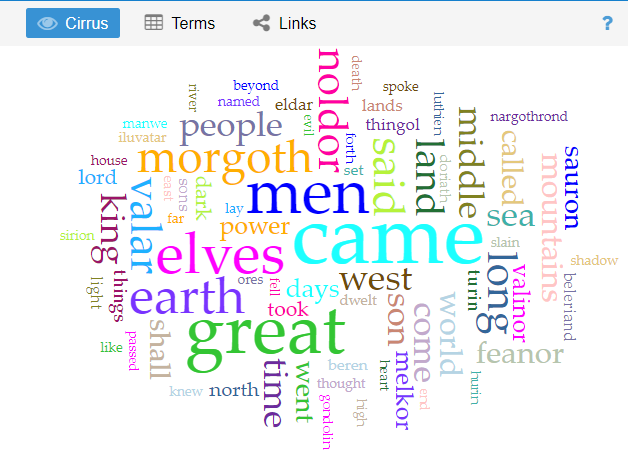 Cirrus
Terms
Links
?
noldor
death
beyond
river
named
eldar
evil
spoke
lands
luthien
thingol
manwe
iluvatar
people
forth
set
morgoth
house
lord
east
sons
dark
valar
king
far
lay
power
men
said
land
doriath
middle
nargothrond
called
mountains
sauron
sea
slain
came
elves
sirion
light
things
earth
ores
fell
days
took
west
dwelt
long
turin
valinor
shadow
beleriand
great
shall
like
passed
knew
north
time
went
gondolin
thought
beren
high
heart
son
melkor
come
end
world
hurin
feanor